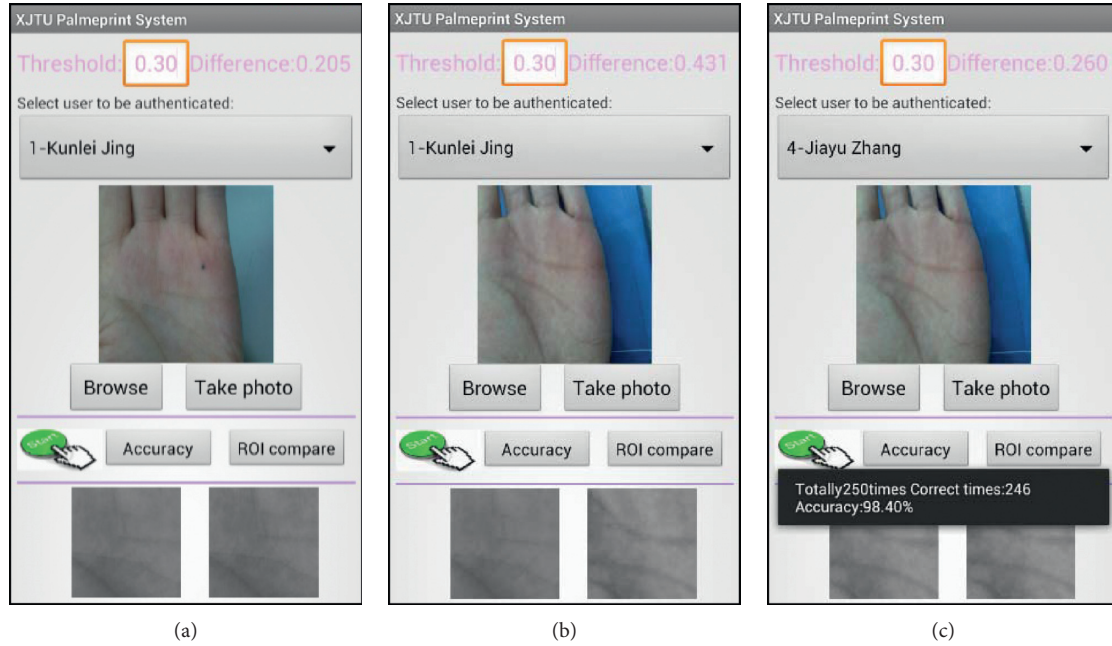 XJTU Palmeprint System
Threshold: 0.30 Difference:0.205
Select user to be authenticated:
1-Kunlei Jing
Browse Take photo
Start Accuracy ROI compare
(a)
XJTU Palmeprint System
Threshold: 0.30 Difference:0.431
Select user to be authenticated:
1-Kunlei Jing
Browse Take photo
Start Accuracy ROI compare
(b)
XJTU Palmeprint System
Threshold: 0.30 Difference:0.260
Select user to be authenticated:
4-Jiayu Zhang
Browse Take photo
Start Accuracy ROI compare
Totally250times Correct times:246
Accuracy:98.40%
(c)